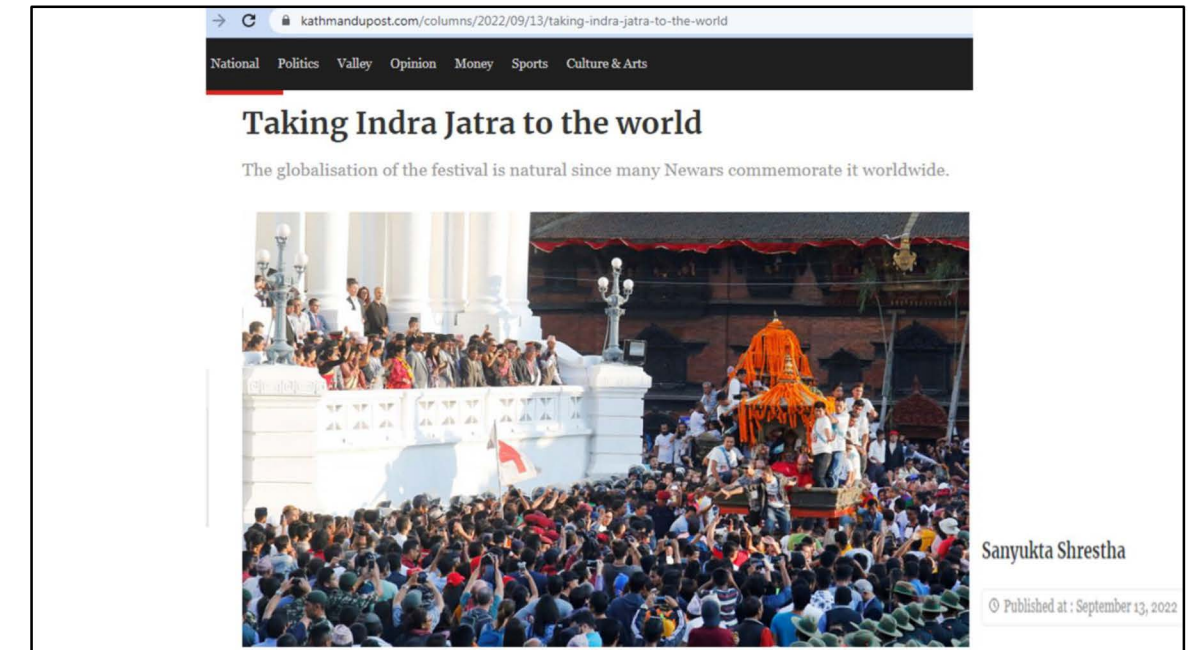 kathmandupost.com/columns/2022/09/13/taking-indra-jatra-to-the-world
National Politics Valley Opinion Money Sports Culture & Arts
Taking Indra Jatra to the world
The globalisation of the festival is natural since many Newars commemorate it worldwide.
Sanyukta Shrestha
Published at : September 13, 2022